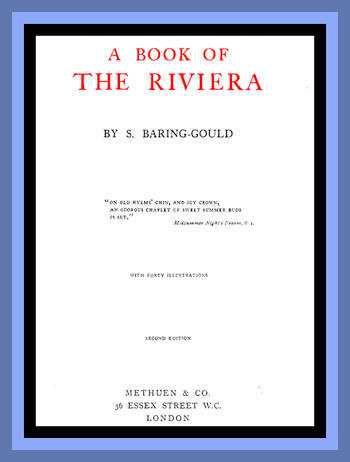 A BOOK OF
THE RIVIERA
BY S. BARING-GOULD
"ON OLD HYEMS' CHIN, AND ICY CROWN,
AN ODOROUS CHAPLET OF SWEET SUMMER BUDS
IS SET,"
Midsummer Night's Dream, II. 1.
WITH FORTY ILLUSTRATIONS
SECOND EDITION
METHUEN & CO.
36 ESSEX STREET W.C.
LONDON